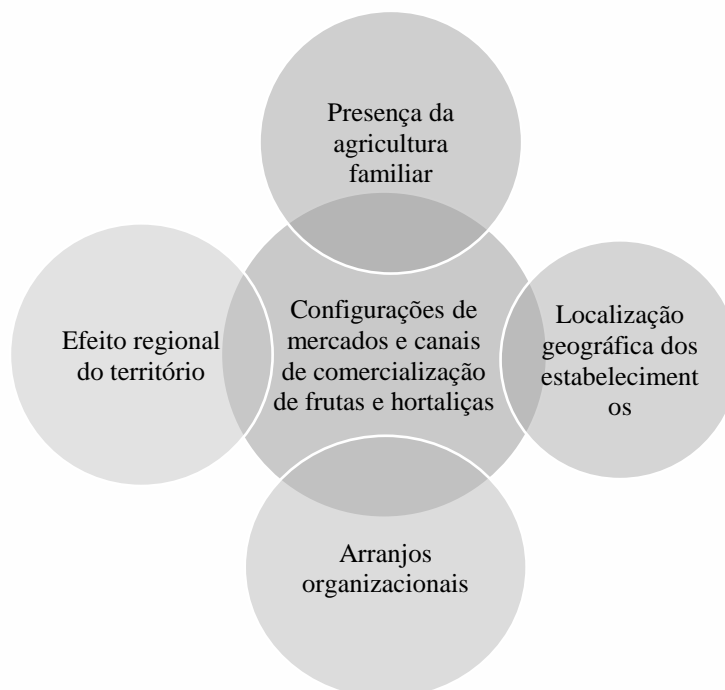 Presença da
agricultura
familiar
Efeito regional
do território
Configurações de
mercados e canais
de comercialização
de frutas e hortaliças
Localização
geográfica dos
estabeleciment
os
Arranjos
organizacionais